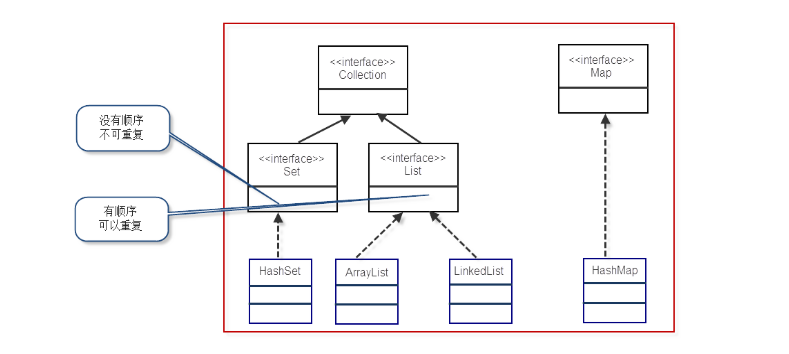 <<interface>>
Collection
<<interface>>
Map
没有顺序
不可重复
<<interface>>
Set
<<interface>>
List
有顺序
可以重复
HashSet
ArrayList
LinkedList
HashMap